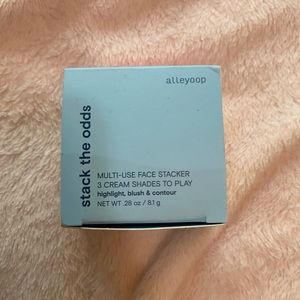 alleyoop
stack the odds
MULTI-USE FACE STACKER
3 CREAM SHADES TO PLAY
highlight, blush & contour
NET WT .28 oz / 8.1 g